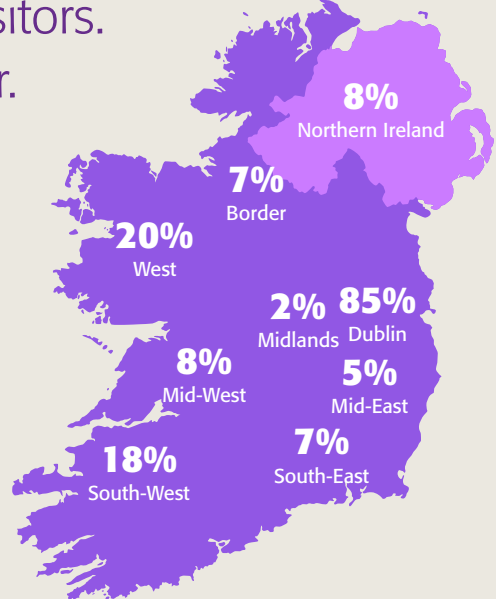 sitors.
r.
8%
Northern Ireland
7%
Border
20%
West
2%
Midlands
85%
Dublin
8%
Mid-West
5%
Mid-East
7%
South-East
18%
South-West